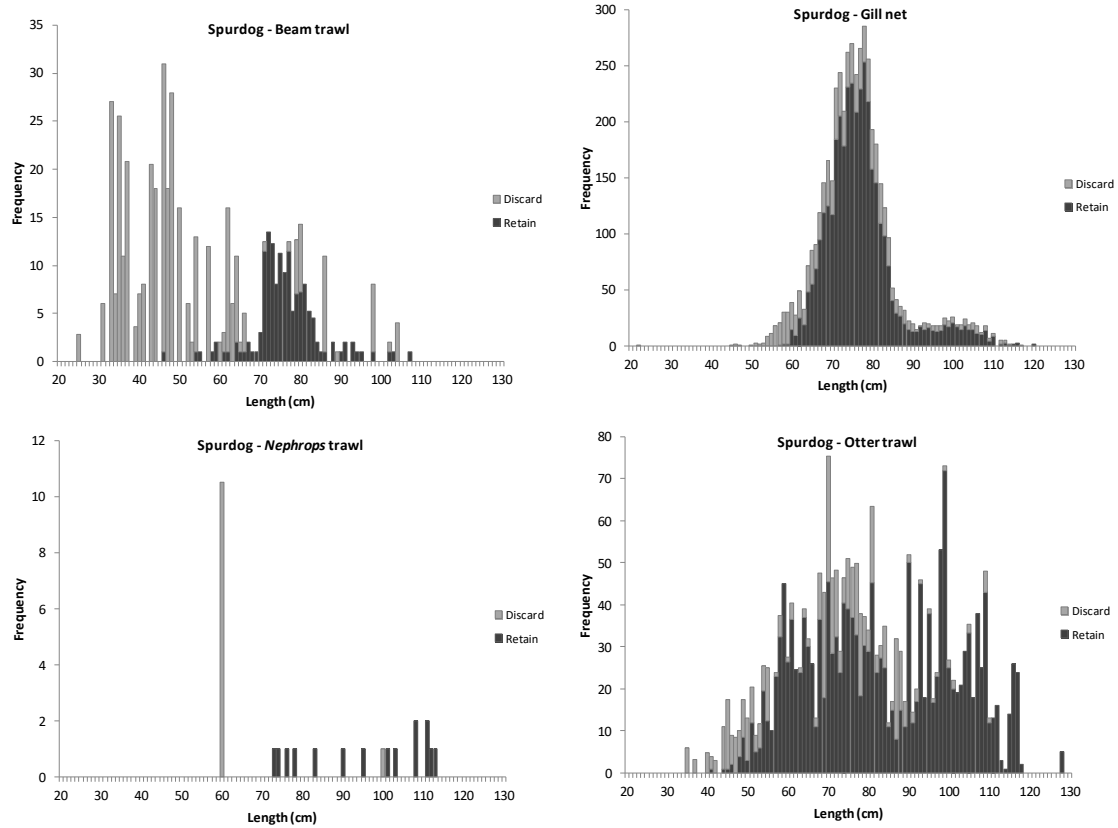 Spurdog - Beam trawl
35
30
25
20
15
10
5
0
Frequency
20 30 40 50 60 70 80 90 100 110 120 130
Length (cm)
Discard
Retain
Spurdog - Gill net
300
250
200
150
100
50
0
Frequency
20 30 40 50 60 70 80 90 100 110 120 130
Length (cm)
Discard
Retain
Spurdog - Nephrops trawl
12
10
8
6
4
2
0
Frequency
20 30 40 50 60 70 80 90 100 110 120 130
Length (cm)
Discard
Retain
Spurdog - Otter trawl
80
70
60
50
40
30
20
10
0
Frequency
20 30 40 50 60 70 80 90 100 110 120 130
Length (cm)
Discard
Retain